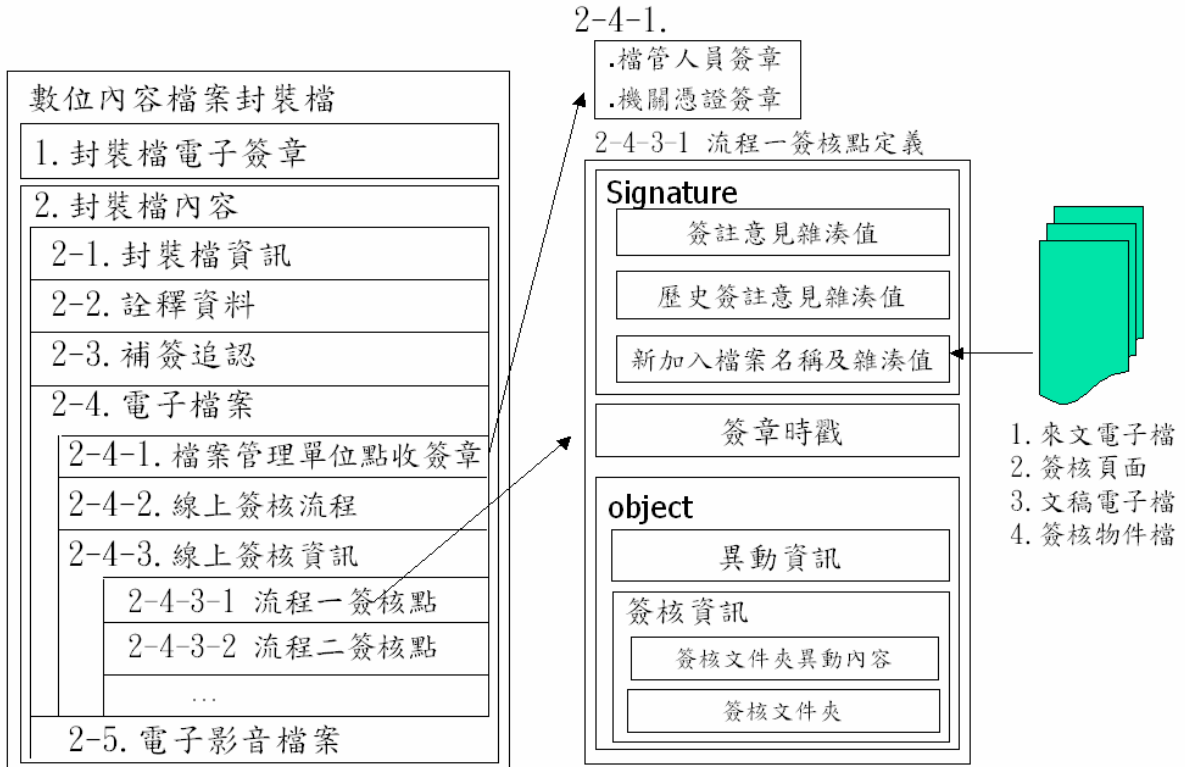 數位內容檔案封裝檔
1.封裝檔電子簽章
2.封裝檔內容
2-1.封裝檔資訊
2-2.詮釋資料
2-3.補簽追認
2-4.電子檔案
2-4-1.檔案管理單位點收簽章
2-4-2.線上簽核流程
2-4-3.線上簽核資訊
2-4-3-1 流程一簽核點
2-4-3-2 流程二簽核點
...
2-5.電子影音檔案
2-4-1.
.檔管人員簽章
.機關憑證簽章
2-4-3-1 流程一簽核點定義
Signature
簽註意見雜湊值
歷史簽註意見雜湊值
新加入檔案名稱及雜湊值
簽章時戳
object
異動資訊
簽核資訊
簽核文件夾異動內容
簽核文件夾
1.來文電子檔
2.簽核頁面
3.文稿電子檔
4.簽核物件檔